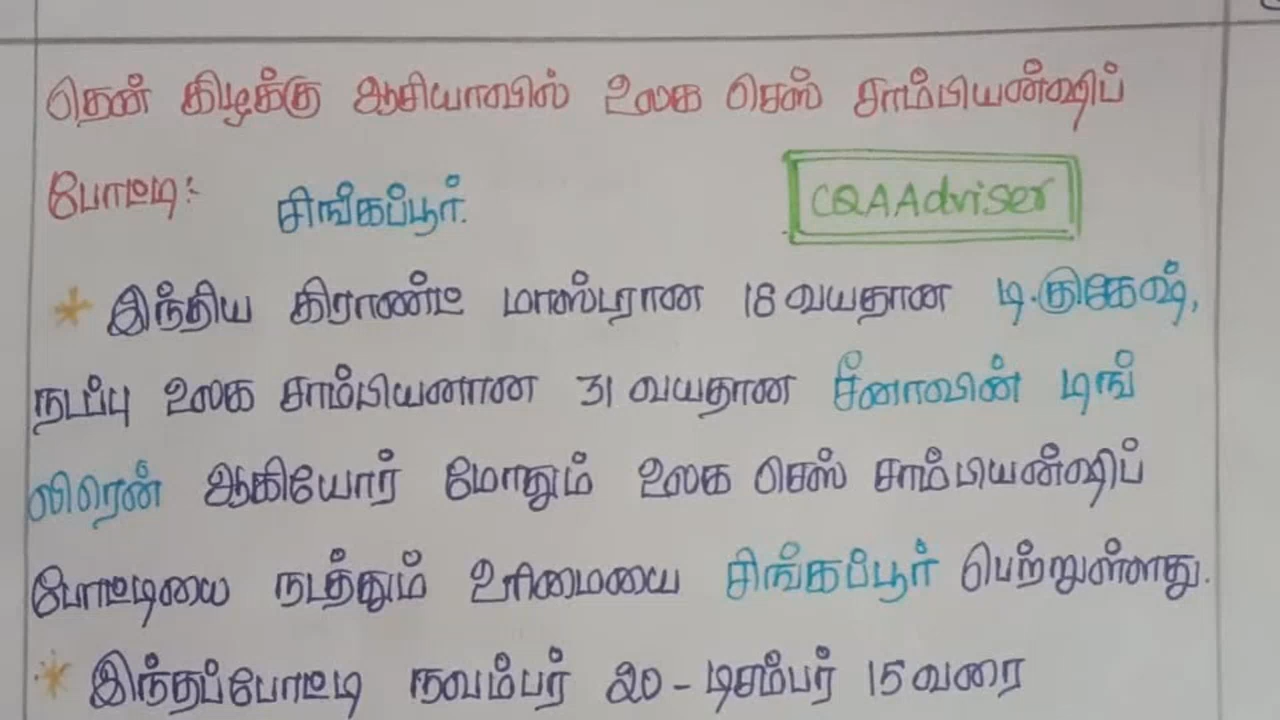 தென் கிழக்கு ஆசியாவில் உலக செஸ் சாம்பியன்ஷிப்
போட்டி: சிங்கப்பூர். CQAAdviser
* இந்திய கிராண்ட் மாஸ்டரான 18 வயதான டி.குகேஷ்,
நடப்பு உலக சாம்பியனான 31 வயதான சீனாவின் டிங்
லிரென் ஆகியோர் மோதும் உலக செஸ் சாம்பியன்ஷிப்
போட்டியை நடத்தும் உரிமையை சிங்கப்பூர் பெற்றுள்ளது.
* இந்தப்போட்டி நவம்பர் 20 - டிசம்பர் 15 வரை